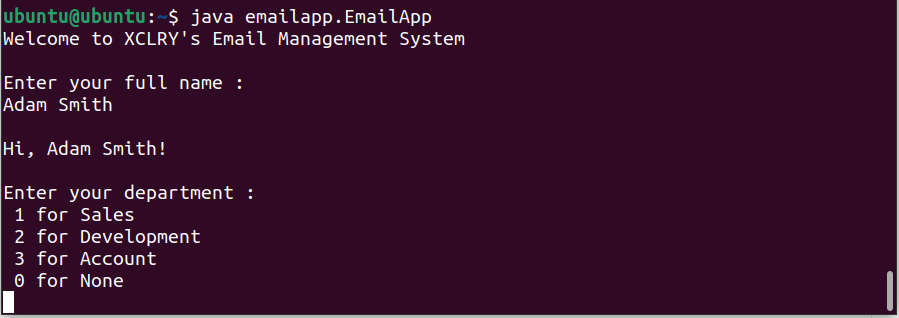 ubuntu@ubuntu:~$ java emailapp.EmailApp
Welcome to XCLRY's Email Management System
Enter your full name :
Adam Smith
Hi, Adam Smith!
Enter your department :
1 for Sales
2 for Development
3 for Account
0 for None